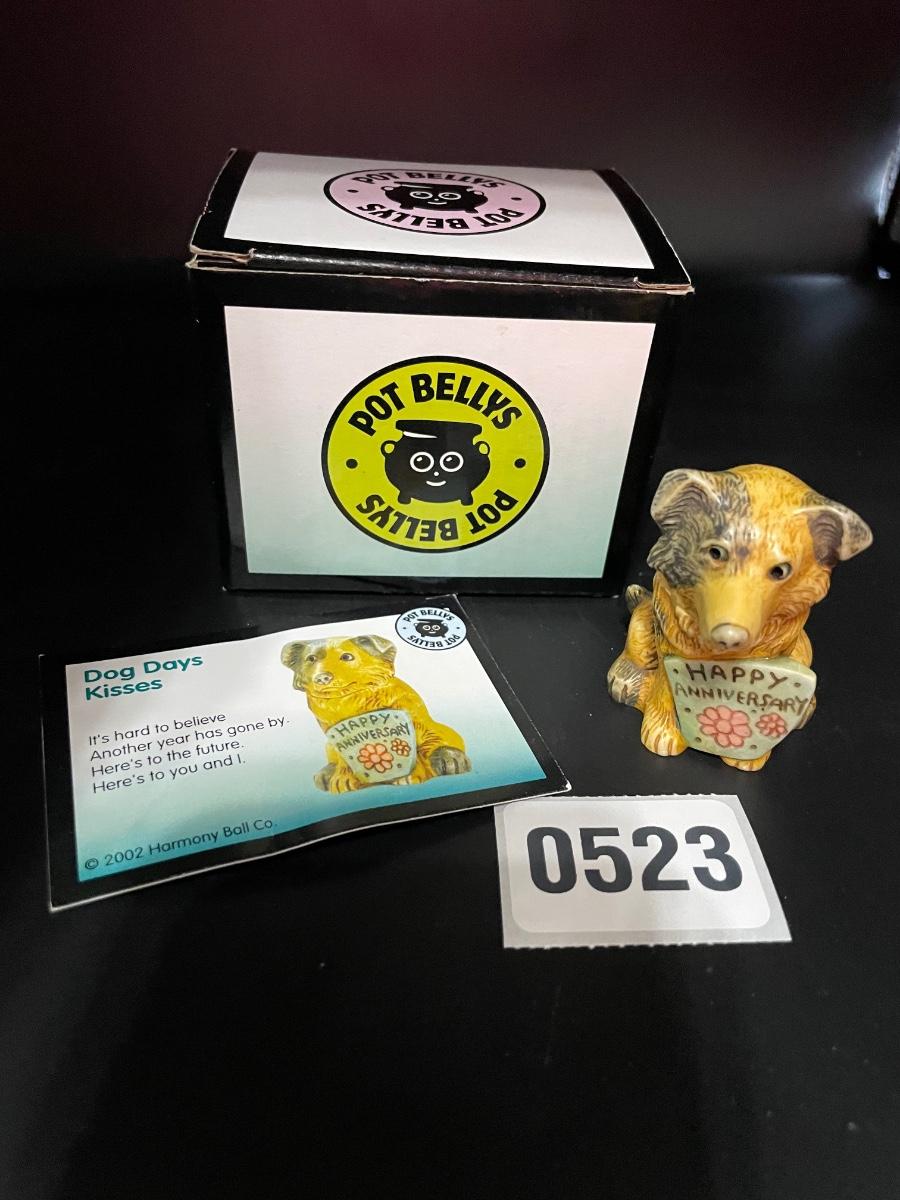 POT BELLYS
POT BELLYS
POT BELLYS
POT BELLYS
POT BELLYS
POT BELLYS
Dog Days
Kisses
It's hard to believe
Another year has gone by.
Here's to the future.
Here's to you and I.
© 2002 Harmony Ball Co.
HAPPY
ANNIVERSARY
HAPPY
ANNIVERSARY
0523